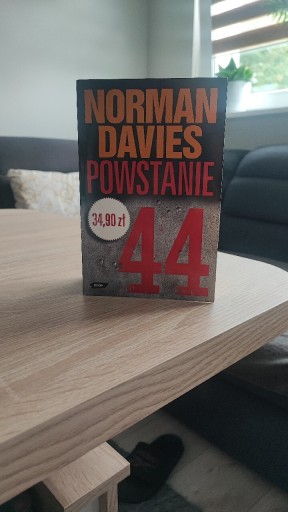 NORMAN
DAVIES
POWSTANIE
34,90 zł
44